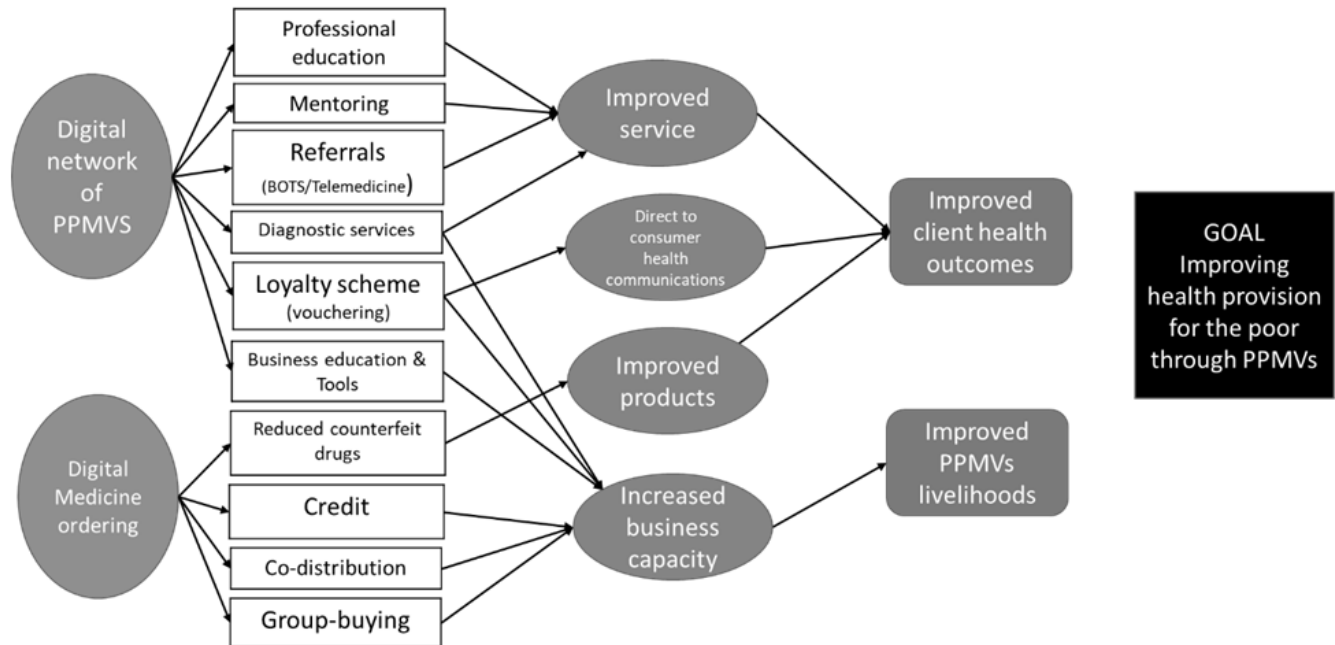 Digital
network
of
PPMVS
Digital
Medicine
ordering
Professional
education
Mentoring
Referrals
(BOTS/Telemedicine)
Diagnostic services
Loyalty scheme
(vouchering)
Business education &
Tools
Reduced counterfeit
drugs
Credit
Co-distribution
Group-buying
Improved
service
Direct to
consumer
health
communications
Improved
products
Increased
business
capacity
Improved
client health
outcomes
Improved
PPMVs
livelihoods
GOAL
Improving
health provision
for the poor
through PPMVs